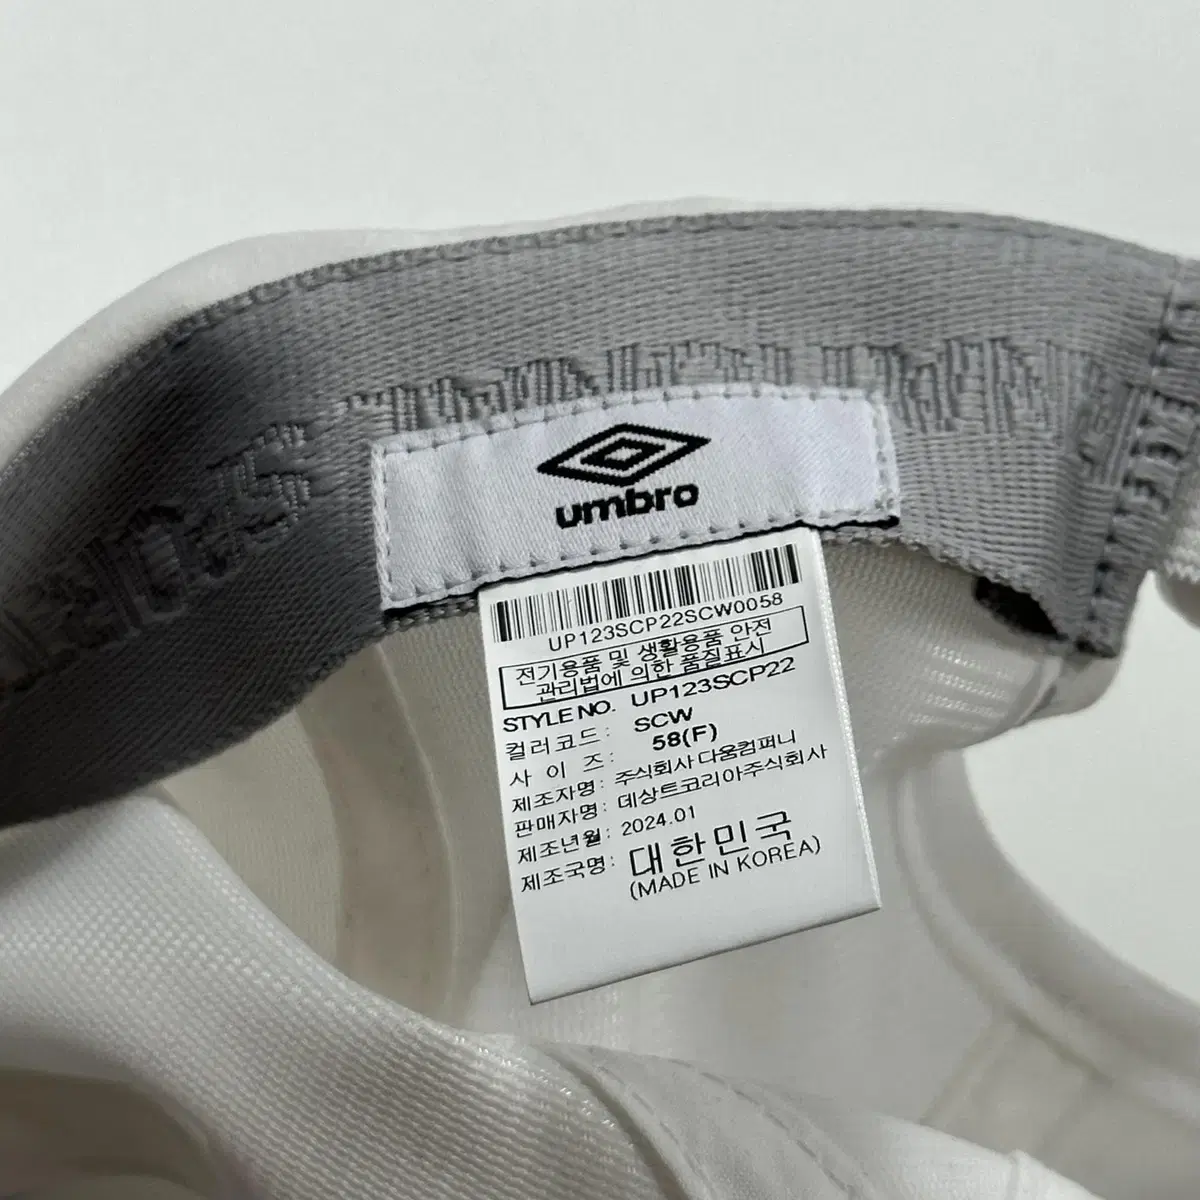 umbro
UP123SCP22SCW0058
전기용품 및 생활용품 안전
관리법에 의한 품질표시
STYLE NO. UP123SCP22
컬러코드: SCW
사이즈: 58(F)
제조자명: 주식회사 다움컴퍼니
판매자명: 데상트코리아주식회사
제조년월: 2024.01
제조국명: 대한민국
(MADE IN KOREA)